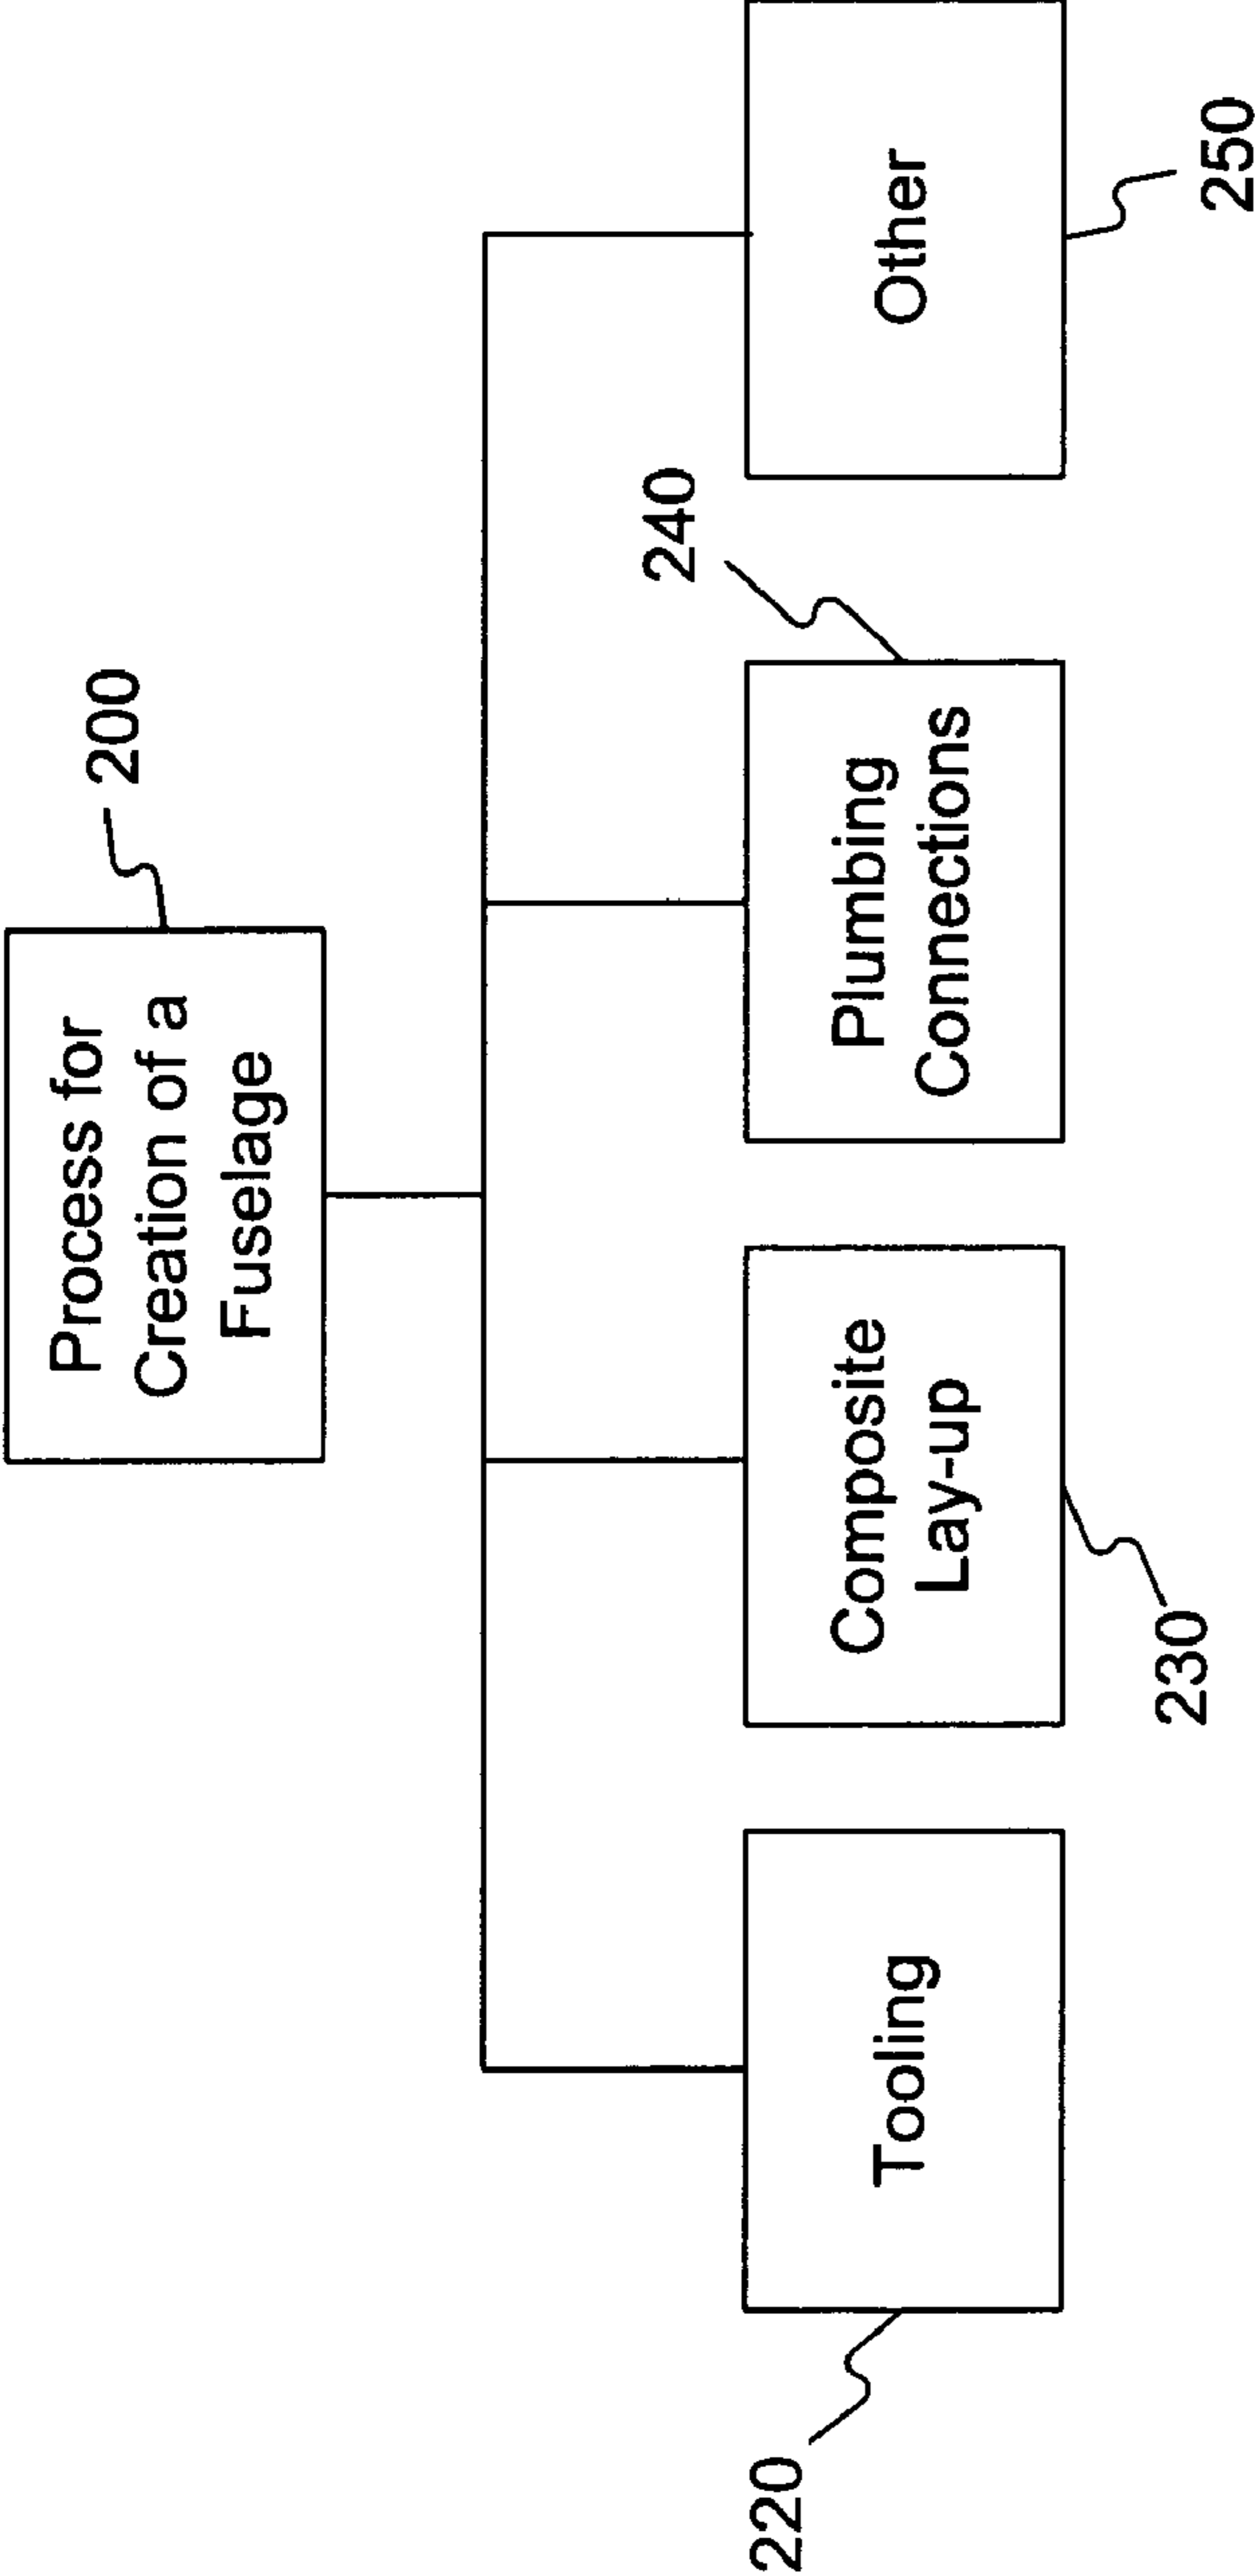 Process for
Creation of a
Fuselage
200
Tooling
220
Composite
Lay-up
230
Plumbing
Connections
240
Other
250